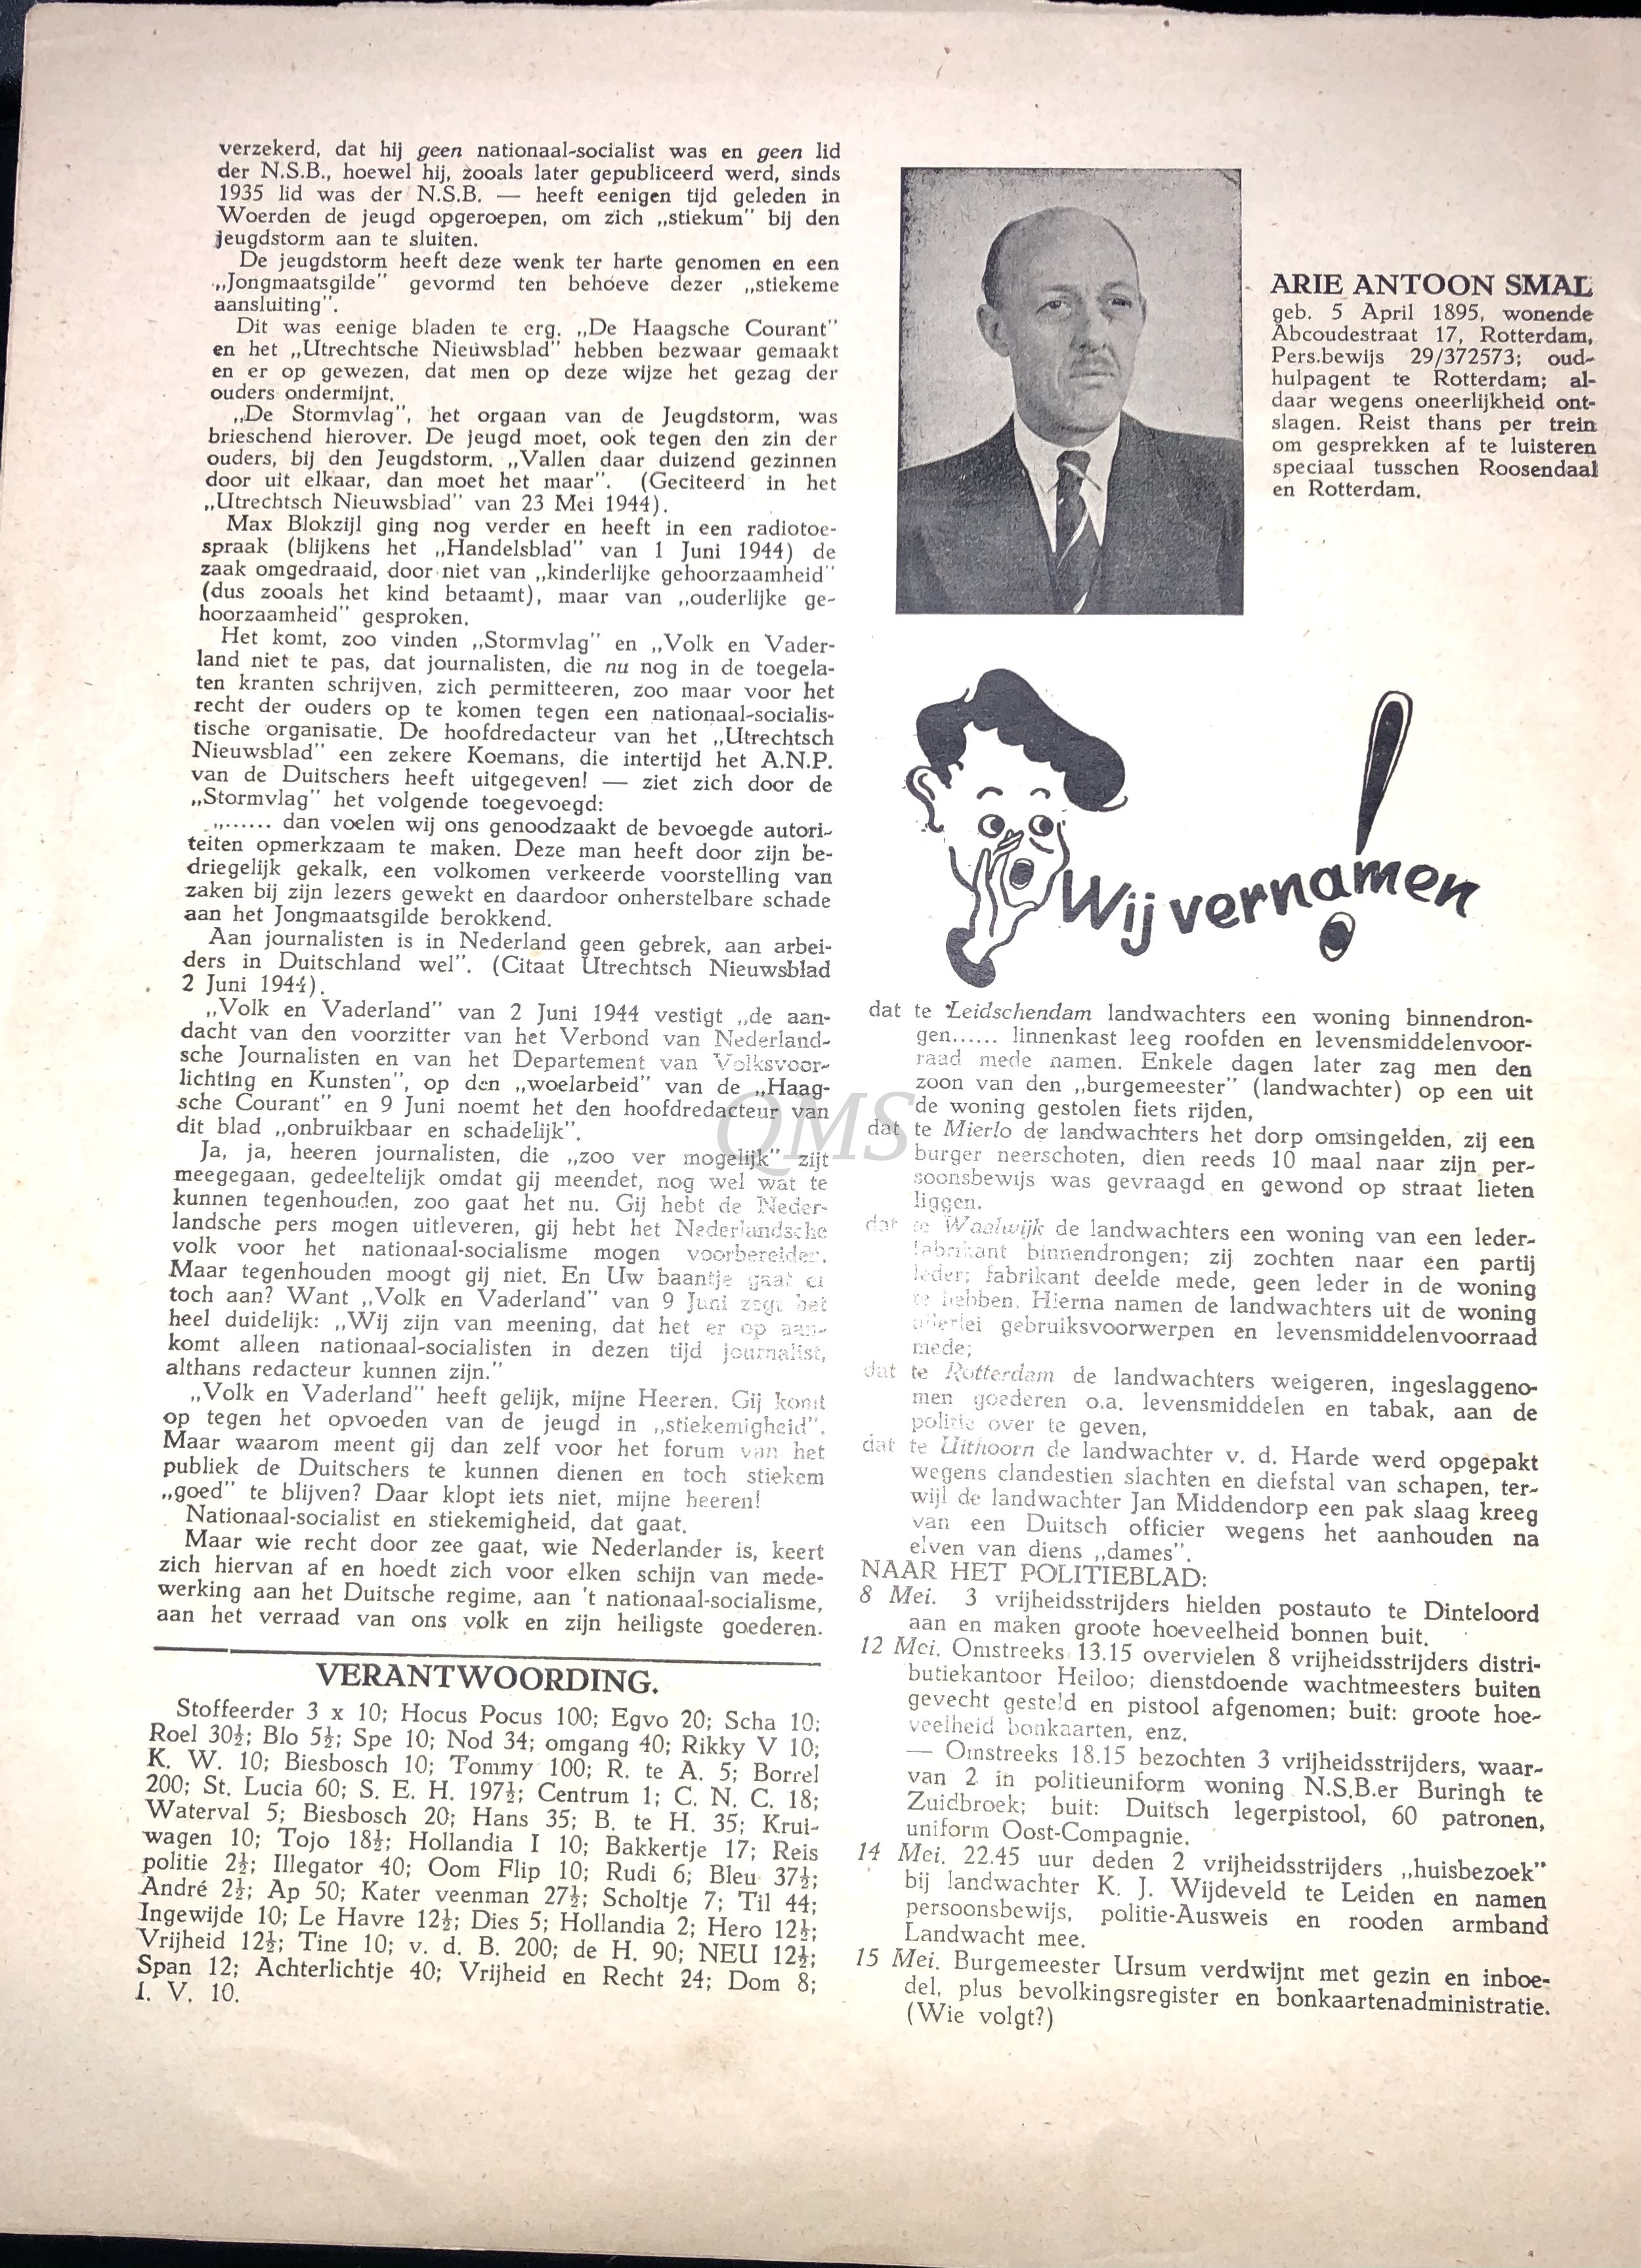 verzekerd, dat hij geen nationaal-socialist was en geen lid
der N.S.B., hoewel hij, zooals later gepubliceerd werd, sinds
1935 lid was der N.S.B. — heeft eenigen tijd geleden in
Woerden de jeugd opgeroepen, om zich „stiekum" bij den
jeugdstorm aan te sluiten.
De jeugdstorm heeft deze wenk ter harte genomen en een
„Jongmaatsgilde" gevormd ten behoeve dezer „stiekeme
aansluiting".
Dit was eenige bladen te erg. „De Haagsche Courant"
en het „Utrechtsche Nieuwsblad" hebben bezwaar gemaakt
en er op gewezen, dat men op deze wijze het gezag der
ouders ondermijnt.
„De Stormvlag", het orgaan van de Jeugdstorm, was
brieschend hierover. De jeugd moet, ook tegen den zin der
ouders, bij den Jeugdstorm. „Vallen daar duizend gezinnen
door uit elkaar, dan moet het maar". (Geciteerd in het
„Utrechtsch Nieuwsblad" van 23 Mei 1944).
Max Blokzijl ging nog verder en heeft in een radiotoe-
spraak (blijkens het „Handelsblad" van 1 Juni 1944) de
zaak omgedraaid, door niet van „kinderlijke gehoorzaamheid"
(dus zooals het kind betaamt), maar van „ouderlijke ge-
hoorzaamheid" gesproken.
Het komt, zoo vinden „Stormvlag" en „Volk en Vader-
land niet te pas, dat journalisten, die nu nog in de toegela-
ten kranten schrijven, zich permitteeren, zoo maar voor het
recht der ouders op te komen tegen een nationaal-socialis-
tische organisatie. De hoofdredacteur van het „Utrechtsch
Nieuwsblad" een zekere Koemans, die intertijd het A.N.P.
van de Duitschers heeft uitgegeven! — ziet zich door de
„Stormvlag" het volgende toegevoegd:
„...... dan voelen wij ons genoodzaakt de bevoegde autori-
teiten opmerkzaam te maken. Deze man heeft door zijn be-
driegelijk gekalk, een volkomen verkeerde voorstelling van
zaken bij zijn lezers gewekt en daardoor onherstelbare schade
aan het Jongmaatsgilde berokkend.
Aan journalisten is in Nederland geen gebrek, aan arbei-
ders in Duitschland wel". (Citaat Utrechtsch Nieuwsblad
2 Juni 1944).
„Volk en Vaderland" van 2 Juni 1944 vestigt „de aan-
dacht van den voorzitter van het Verbond van Nederland-
sche Journalisten en van het Departement van Volksvoor-
lichting en Kunsten", op den „woelarbeid" van de „Haag-
sche Courant" en 9 Juni noemt het den hoofdredacteur van
dit blad „onbruikbaar en schadelijk".
Ja, ja, heeren journalisten, die „zoo ver mogelijk" zijt
meegegaan, gedeeltelijk omdat gij meendet, nog wel wat te
kunnen tegenhouden, zoo gaat het nu. Gij hebt de Neder-
landsche pers mogen uitleveren, gij hebt het Nederlandsche
volk voor het nationaal-socialisme mogen voorbereiden.
Maar tegenhouden moogt gij niet. En Uw baantje gaat er
toch aan? Want „Volk en Vaderland" van 9 Juni zegt het
heel duidelijk: „Wij zijn van meening, dat het er op aan-
komt alleen nationaal-socialisten in dezen tijd journalist,
althans redacteur kunnen zijn."
„Volk en Vaderland" heeft gelijk, mijne Heeren. Gij komt
op tegen het opvoeden van de jeugd in „stiekemigheid".
Maar waarom meent gij dan zelf voor het forum van het
publiek de Duitschers te kunnen dienen en toch stiekem
„goed" te blijven? Daar klopt iets niet, mijne heeren!
Nationaal-socialist en stiekemigheid, dat gaat.
Maar wie recht door zee gaat, wie Nederlander is, keert
zich hiervan af en hoedt zich voor elken schijn van mede-
werking aan het Duitsche regime, aan 't nationaal-socialisme,
aan het verraad van ons volk en zijn heiligste goederen.
VERANTWOORDING.
Stoffeerder 3 x 10; Hocus Pocus 100; Egvo 20; Scha 10;
Roel 30½; Blo 5½; Spe 10; Nod 34; omgang 40; Rikky V 10;
K. W. 10; Biesbosch 10; Tommy 100; R. te A. 5; Borrel
200; St. Lucia 60; S. E. H. 197½; Centrum 1; C. N. C. 18;
Waterval 5; Biesbosch 20; Hans 35; B. te H. 35; Krui-
wagen 10; Tojo 18½; Hollandia I 10; Bakkertje 17; Reis
politie 2½; Illegator 40; Oom Flip 10; Rudi 6; Bleu 37½;
André 2½; Ap 50; Kater veenman 27½; Scholtje 7; Til 44;
Ingewijde 10; Le Havre 12½; Dies 5; Hollandia 2; Hero 12½;
Vrijheid 12½; Tine 10; v. d. B. 200; de H. 90; NEU 12½;
Span 12; Achterlichtje 40; Vrijheid en Recht 24; Dom 8;
I. V. 10.
ARIE ANTOON SMAL
geb. 5 April 1895, wonende
Abcoudestraat 17, Rotterdam,
Pers.bewijs 29/372573; oud-
hulpagent te Rotterdam; al-
daar wegens oneerlijkheid ont-
slagen. Reist thans per trein
om gesprekken af te luisteren
speciaal tusschen Roosendaal
en Rotterdam.
Wij vernamen!
dat te Leidschendam landwachters een woning binnendron-
gen...... linnenkast leeg roofden en levensmiddelenvoor-
raad mede namen. Enkele dagen later zag men den
zoon van den „burgemeester" (landwachter) op een uit
de woning gestolen fiets rijden,
dat te Mierlo de landwachters het dorp omsingelden, zij een
burger neerschoten, dien reeds 10 maal naar zijn per-
soonsbewijs was gevraagd en gewond op straat lieten
liggen.
dat te Waalwijk de landwachters een woning van een leder-
fabrikant binnendrongen; zij zochten naar een partij
leder; fabrikant deelde mede, geen leder in de woning
te hebben. Hierna namen de landwachters uit de woning
allerlei gebruiksvoorwerpen en levensmiddelenvoorraad
mede;
dat te Rotterdam de landwachters weigeren, ingeslaggeno-
men goederen o.a. levensmiddelen en tabak, aan de
politie over te geven,
dat te Uithoorn de landwachter v. d. Harde werd opgepakt
wegens clandestien slachten en diefstal van schapen, ter-
wijl de landwachter Jan Middendorp een pak slaag kreeg
van een Duitsch officier wegens het aanhouden na
elven van diens „dames".
NAAR HET POLITIEBLAD:
8 Mei. 3 vrijheidsstrijders hielden postauto te Dinteloord
aan en maken groote hoeveelheid bonnen buit.
12 Mei. Omstreeks 13.15 overvielen 8 vrijheidsstrijders distri-
butiekantoor Heiloo; dienstdoende wachtmeesters buiten
gevecht gesteld en pistool afgenomen; buit: groote hoe-
veelheid bonkaarten, enz.
— Omstreeks 18.15 bezochten 3 vrijheidsstrijders, waar-
van 2 in politieuniform woning N.S.B.er Buringh te
Zuidbroek; buit: Duitsch legerpistool, 60 patronen,
uniform Oost-Compagnie.
14 Mei. 22.45 uur deden 2 vrijheidsstrijders „huisbezoek"
bij landwachter K. J. Wijdeveld te Leiden en namen
persoonsbewijs, politie-Ausweis en rooden armband
Landwacht mee.
15 Mei. Burgemeester Ursum verdwijnt met gezin en inboe-
del, plus bevolkingsregister en bonkaartenadministratie.
(Wie volgt?)
QMS